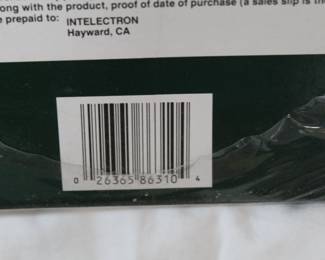 ong with the product, proof of date of purchase (a sales slip is the
e prepaid to: INTELECTRON
Hayward, CA
0 26365 86310 4